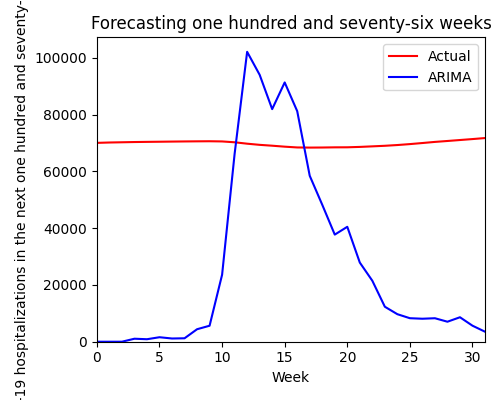 Forecasting one hundred and seventy-six weeks
-19 hospitalizations in the next one hundred and seventy-
100000
80000
60000
40000
20000
0
Actual
ARIMA
0 5 10 15 20 25 30
Week